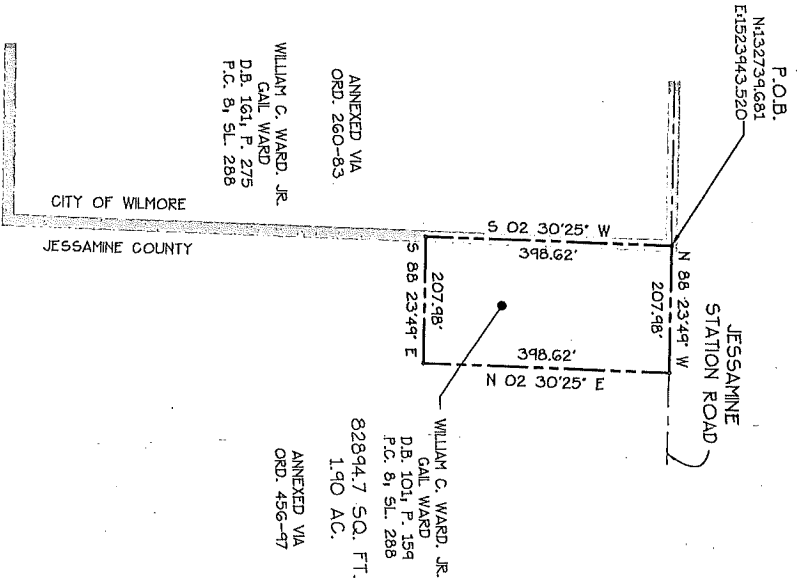 P.O.B.
N:132739.681
E:1523943.520
JESSAMINE
STATION ROAD
N 88 23'49" W
207.98'
S 02 30'25" W
398.62'
398.62'
N 02 30'25" E
207.98'
S 88 23'49" E
ANNEXED VIA
ORD. 260-83
WILLIAM C. WARD, JR.
GAIL WARD
D.B. 161, P. 275
P.C. 8, SL. 288
CITY OF WILMORE
JESSAMINE COUNTY
WILLIAM C. WARD, JR.
GAIL WARD
D.B. 101, P. 159
P.C. 8, SL. 288
82894.7 SQ. FT.
1.90 AC.
ANNEXED VIA
ORD. 456-97